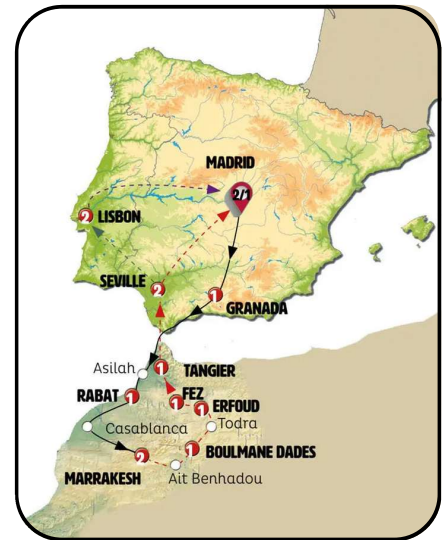 MADRID
2/1
2 LISBON
SEVILLE
2
1
GRANADA
Asilah
1
TANGIER
RABAT
1
FEZ
1
1
ERFOUD
Casablanca
Todra
1
BOULMANE DADES
2
MARRAKESH
Ait Benhadou